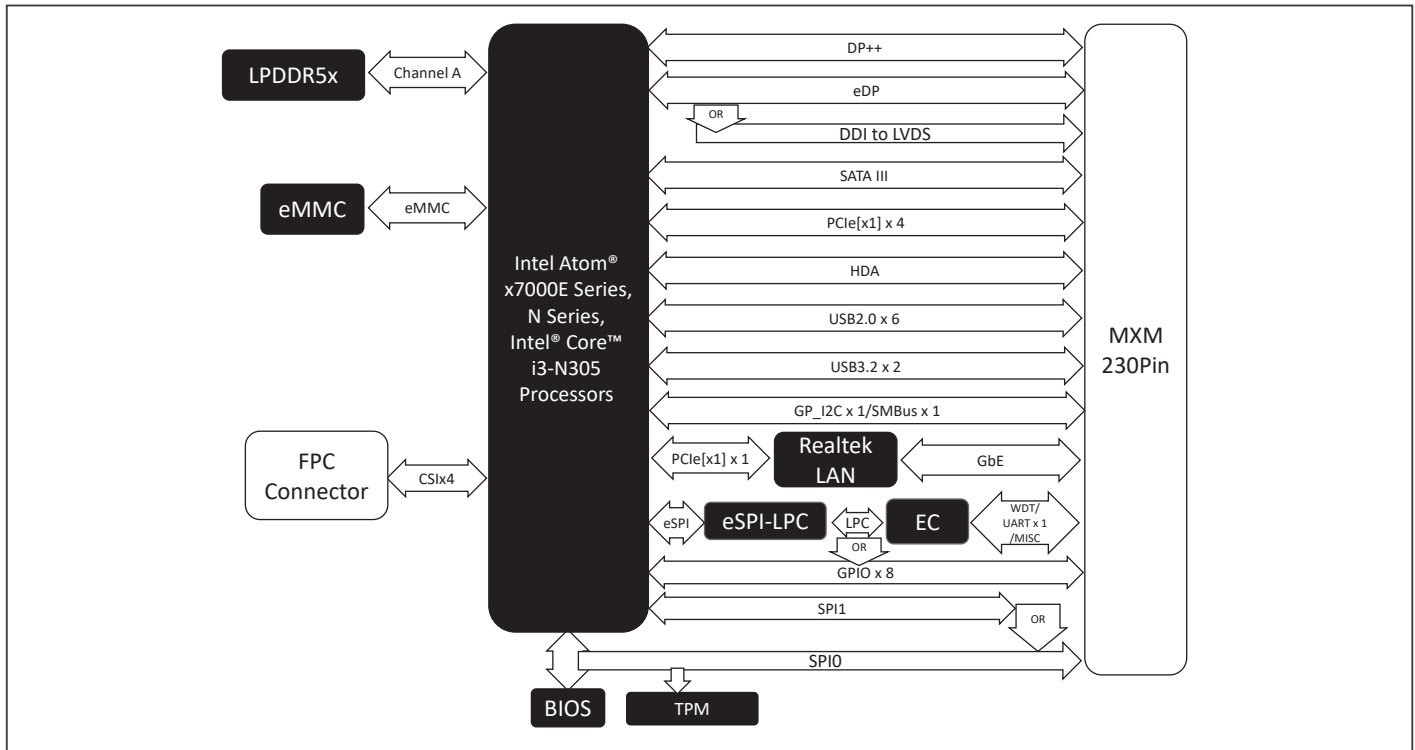 LPDDR5x
Channel A
eMMC
eMMC
FPC
Connector
CSIx4
Intel Atom®
x7000E Series,
N Series,
Intel® Core™
i3-N305
Processors
DP++
eDP
OR
DDI to LVDS
SATA III
PCIe[x1] x 4
HDA
USB2.0 x 6
USB3.2 x 2
GP_I2C x 1/SMBus x 1
PCIe[x1] x 1
Realtek
LAN
GbE
eSPI
eSPI-LPC
LPC
EC
WDT/
UART x 1
/MISC
OR
GPIO x 8
SPI1
OR
SPI0
BIOS
TPM
MXM
230Pin